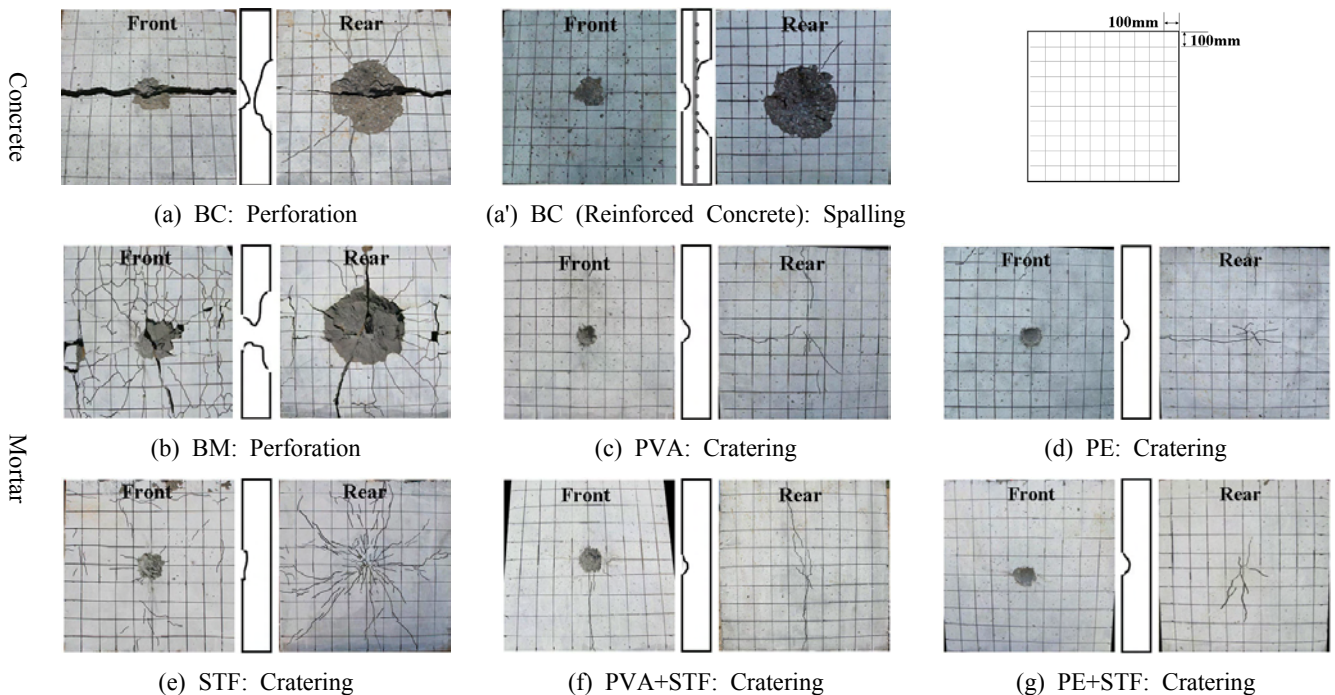 Concrete
Front
Rear
(a) BC: Perforation
Front
Rear
(a') BC (Reinforced Concrete): Spalling
100mm
100mm
Mortar
Front
Rear
(b) BM: Perforation
Front
Rear
(c) PVA: Cratering
Front
Rear
(d) PE: Cratering
Front
Rear
(e) STF: Cratering
Front
Rear
(f) PVA+STF: Cratering
Front
Rear
(g) PE+STF: Cratering